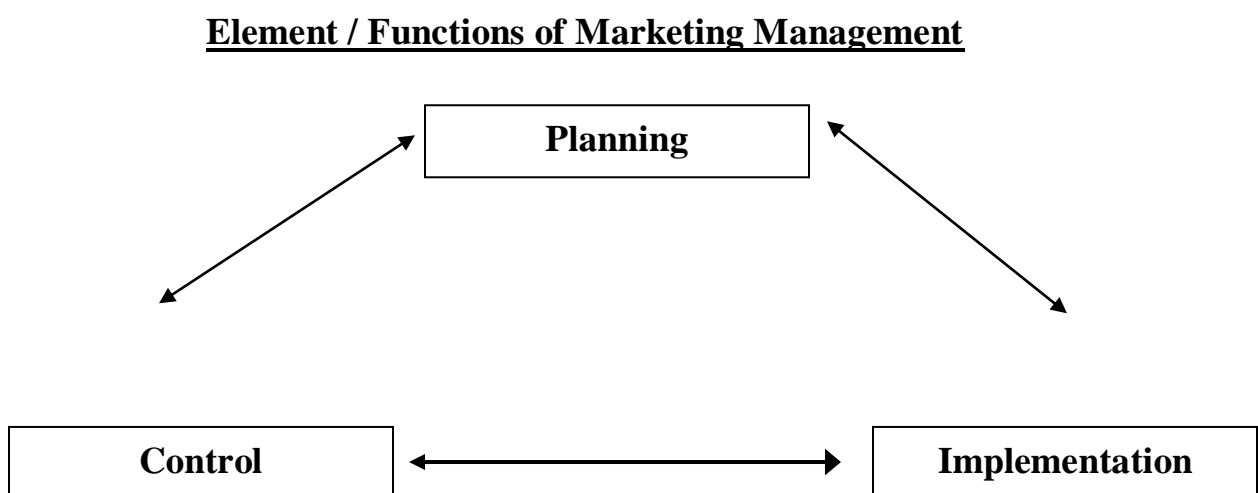 Element / Functions of Marketing Management
Planning
Control
Implementation